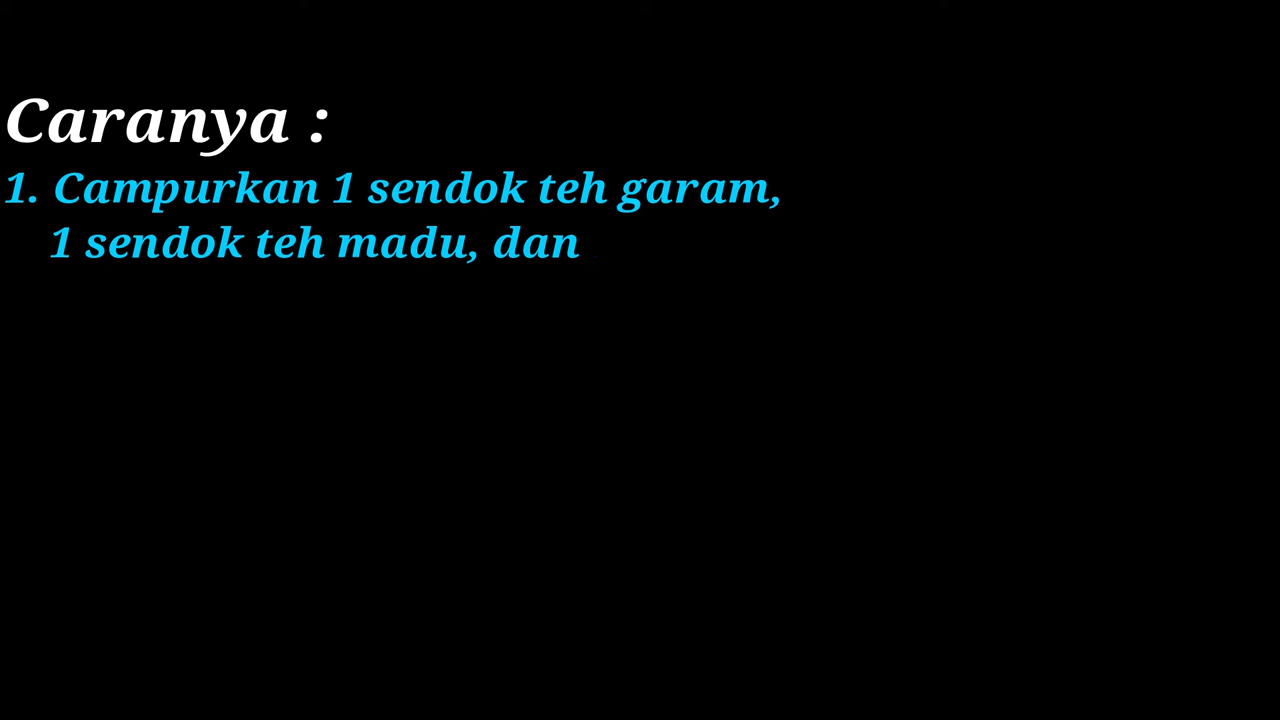 Caranya :
1. Campurkan 1 sendok teh garam,
1 sendok teh madu, dan